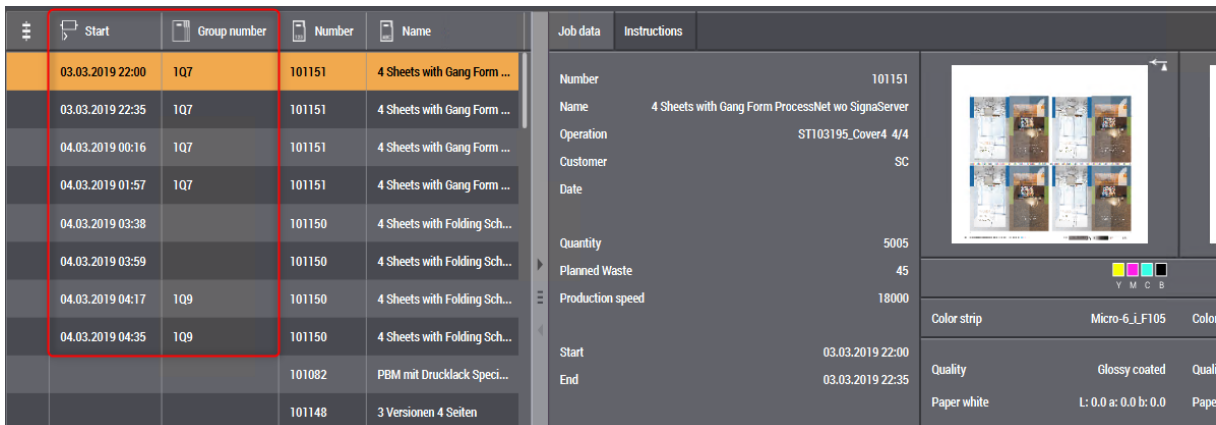 Start Group number Number Name
03.03.2019 22:00 1Q7 101151 4 Sheets with Gang Form ...
03.03.2019 22:35 1Q7 101151 4 Sheets with Gang Form ...
04.03.2019 00:16 1Q7 101151 4 Sheets with Gang Form ...
04.03.2019 01:57 1Q7 101151 4 Sheets with Gang Form ...
04.03.2019 03:38 101150 4 Sheets with Folding Sch...
04.03.2019 03:59 101150 4 Sheets with Folding Sch...
04.03.2019 04:17 1Q9 101150 4 Sheets with Folding Sch...
04.03.2019 04:35 1Q9 101150 4 Sheets with Folding Sch...
101082 PBM mit Drucklack Speci...
101148 3 Versionen 4 Seiten
Job data Instructions
Number 101151
Name 4 Sheets with Gang Form ProcessNet wo SignaServer
Operation ST103195_Cover4 4/4
Customer SC
Date
Quantity 5005
Planned Waste 45
Production speed 18000
Start 03.03.2019 22:00
End 03.03.2019 22:35
Y M C B
Color strip Micro-6_i_F105 Color
Quality Glossy coated Quali
Paper white L: 0.0 a: 0.0 b: 0.0 Pape